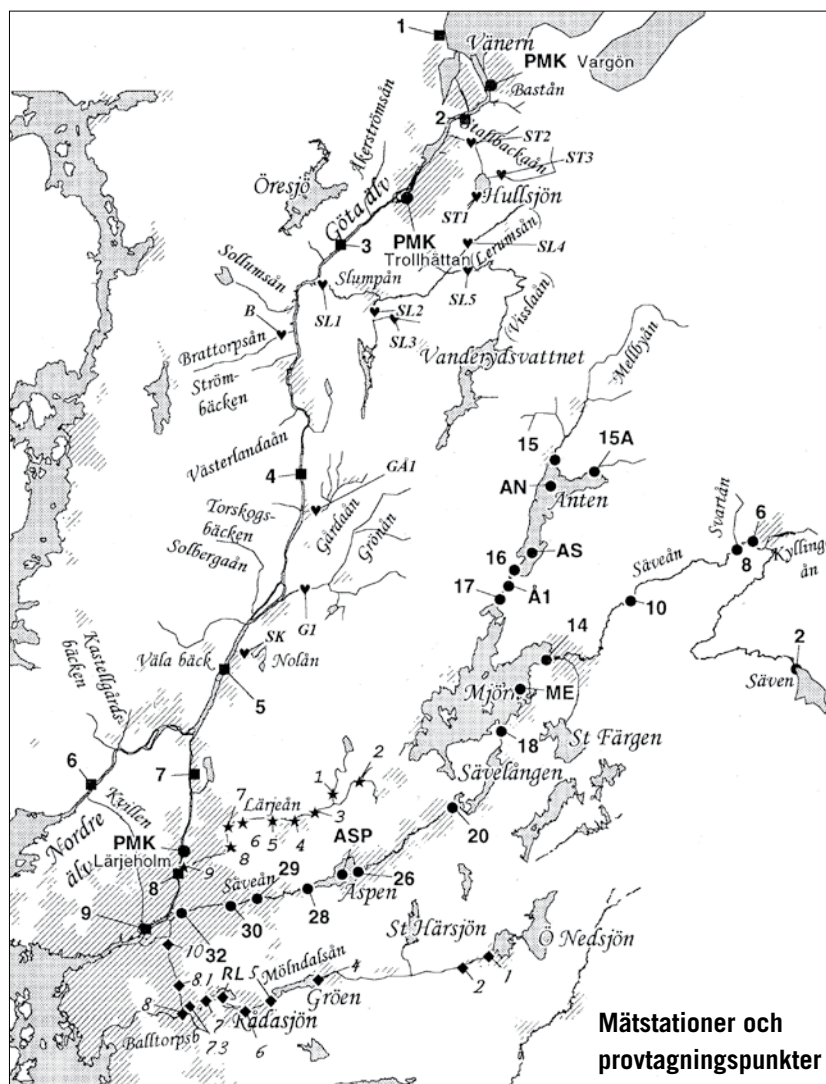 1
Vänern
PMK Vargön
Bastån
2
Stallbackaån
ST2
ST3
Åkerströmsån
Öresjö
Hullsjön
ST1
Göta älv
PMK
Trollhättan
(Lerumsån)
SL4
3
Sollumsån
Slumpån
SL5
SL1
SL2
SL3
B
(Visslaån)
Brattorpsån
Ström-
bäcken
Vanderydsvattnet
Mellbyån
Västerlandaån
15
15A
4
GÅ1
AN
Anten
Torskogs-
bäcken
Gårdaån
Grönån
Svartån
6
Solbergaån
AS
Säveån
8
Kyllings-
ån
16
17
Å1
10
G1
14
Kastellgårds-
bäcken
SK
Väla bäck
Nolån
2
5
Mjörn
ME
Säven
18
St Färgen
6
7
Sävelången
1
2
Kvillen
7
Lärjeån
3
20
Nordre
älv
PMK
Lärjeholm
6
5
4
ASP
8
9
8
Säveån
29
Aspen
26
28
9
30
St Härsjön
Ö Nedsjön
32
10
Mölndalsån
RL
5
4
8.1
Gröen
2
1
8
7
Rådasjön
Balltorpsb
7.3
6
Mätstationer och
provtagningspunkter